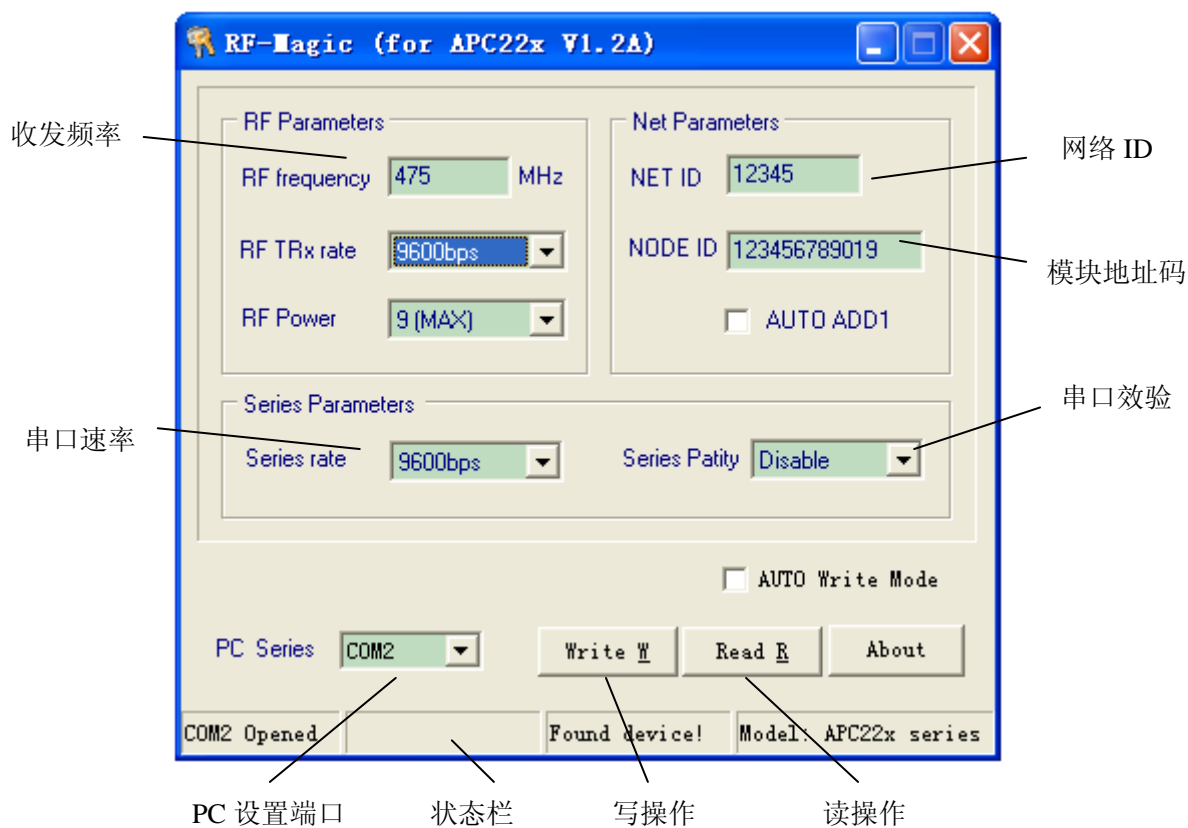 RF-Magic (for APC22x V1.2A)
RF Parameters
Net Parameters
收发频率
网络 ID
RF frequency 475 MHz
NET ID 12345
RF TRx rate 9600bps
NODE ID 123456789019
模块地址码
RF Power 9 (MAX)
AUTO ADD1
Series Parameters
串口效验
串口速率
Series rate 9600bps
Series Patity Disable
AUTO Write Mode
PC Series COM2
Write W
Read R
About
COM2 Opened
Found device!
Model: APC22x series
PC 设置端口
状态栏
写操作
读操作